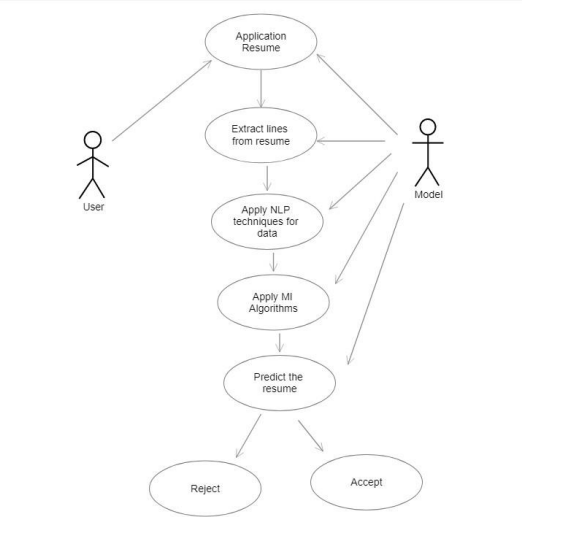 Application
Resume
Extract lines
from resume
User
Model
Apply NLP
techniques for
data
Apply MI
Algorithms
Predict the
resume
Reject
Accept